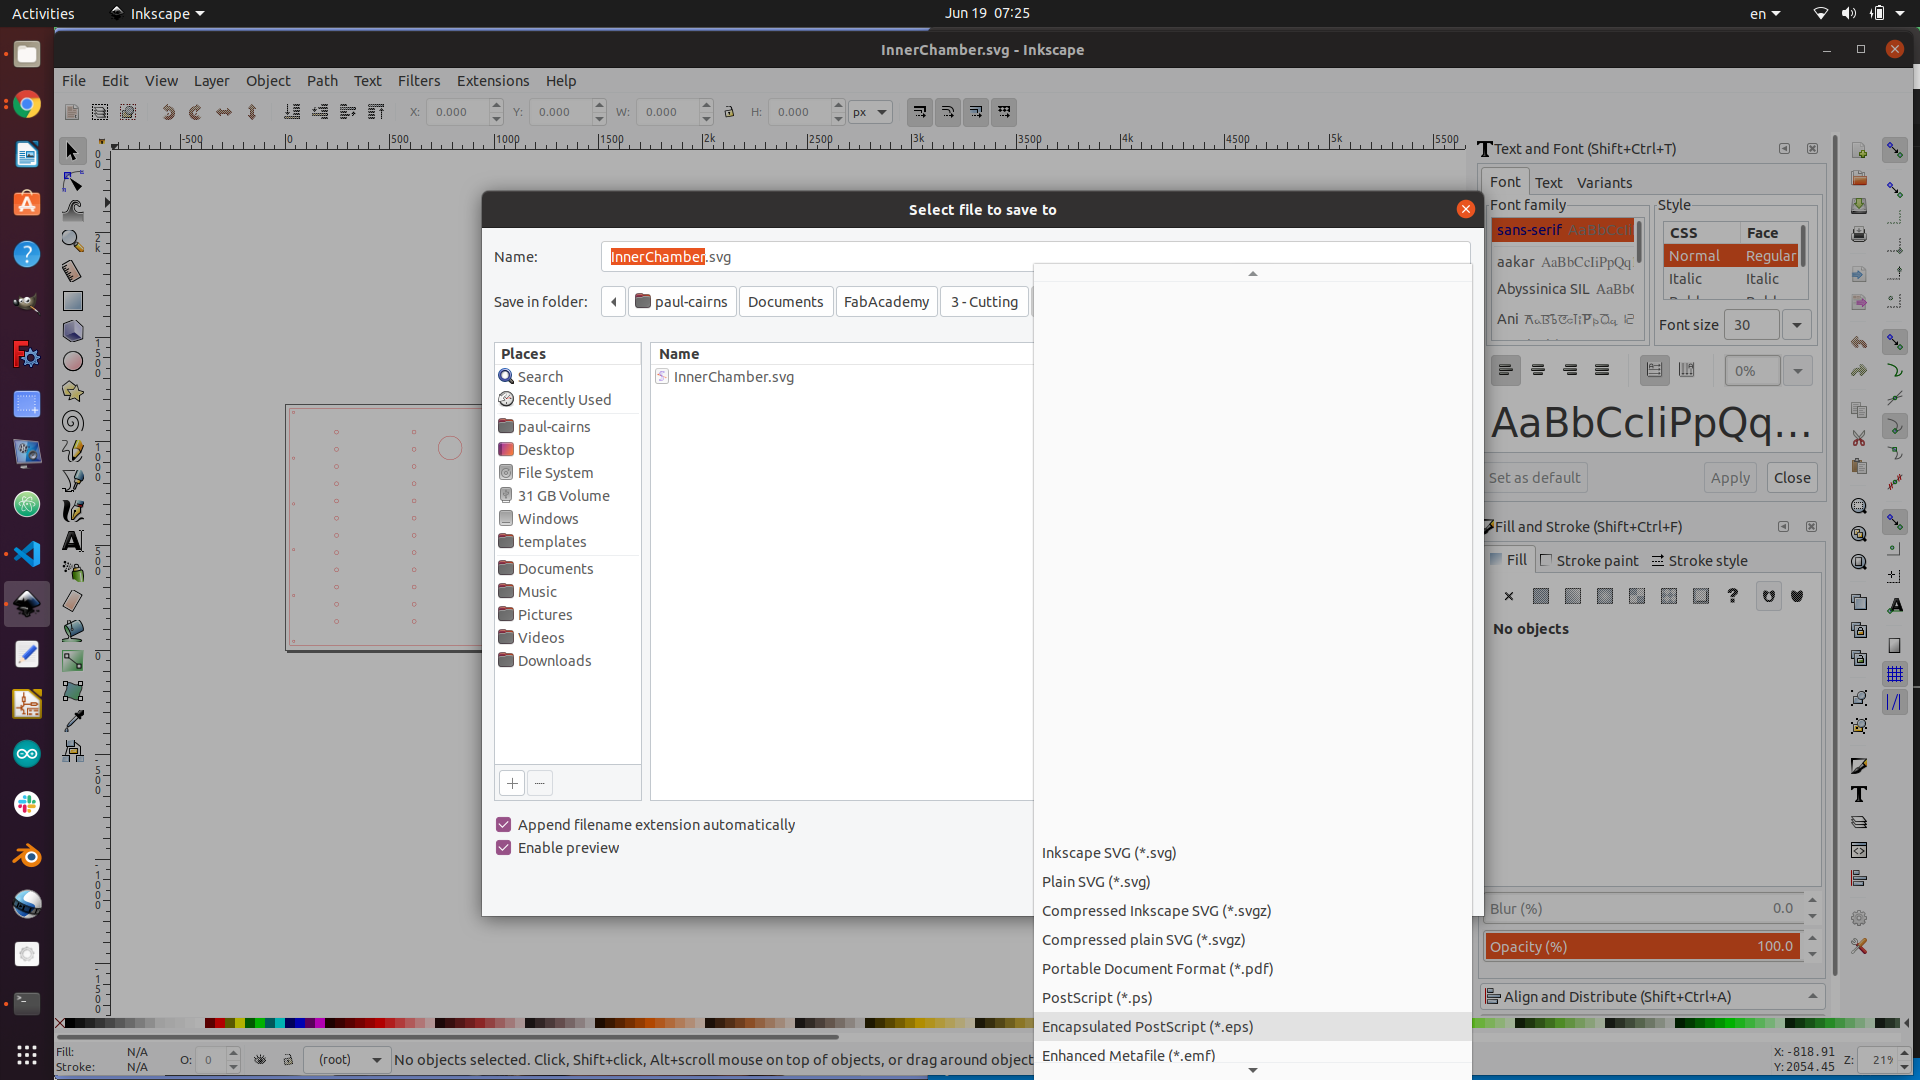 Activities Inkscape Jun 19 07:25 en
InnerChamber.svg - Inkscape
File Edit View Layer Object Path Text Filters Extensions Help
X: 0.000 Y: 0.000 W: 0.000 H: 0.000 px
-500 0 500 1000 1500 2k 2500 3k 3500 4k 4500 5k 5500
Text and Font (Shift+Ctrl+T)
Font Text Variants
Font family Style
sans-serif AaBbCcIi
CSS Face
Normal Regular
aakar AaBbCcIiPpQq
Italic Italic
Abyssinica SIL AaBb
Ani
Font size 30
0%
AaBbCcIiPpQq...
Set as default Apply Close
Select file to save to
Name: InnerChamber.svg
Save in folder: paul-cairns Documents FabAcademy 3 - Cutting
Places
Search
Recently Used
paul-cairns
Desktop
File System
31 GB Volume
Windows
templates
Documents
Music
Pictures
Videos
Downloads
Name
InnerChamber.svg
Append filename extension automatically
Enable preview
Inkscape SVG (*.svg)
Plain SVG (*.svg)
Compressed Inkscape SVG (*.svgz)
Compressed plain SVG (*.svgz)
Portable Document Format (*.pdf)
PostScript (*.ps)
Encapsulated PostScript (*.eps)
Enhanced Metafile (*.emf)
Fill and Stroke (Shift+Ctrl+F)
Fill Stroke paint Stroke style
?
No objects
Blur (%) 0.0
Opacity (%) 100.0
Align and Distribute (Shift+Ctrl+A)
Fill: N/A
Stroke: N/A
O: 0
(root)
No objects selected. Click, Shift+click, Alt+scroll mouse on top of objects, or drag around object
X: -818.91
Y: 2054.45
Z: 21%